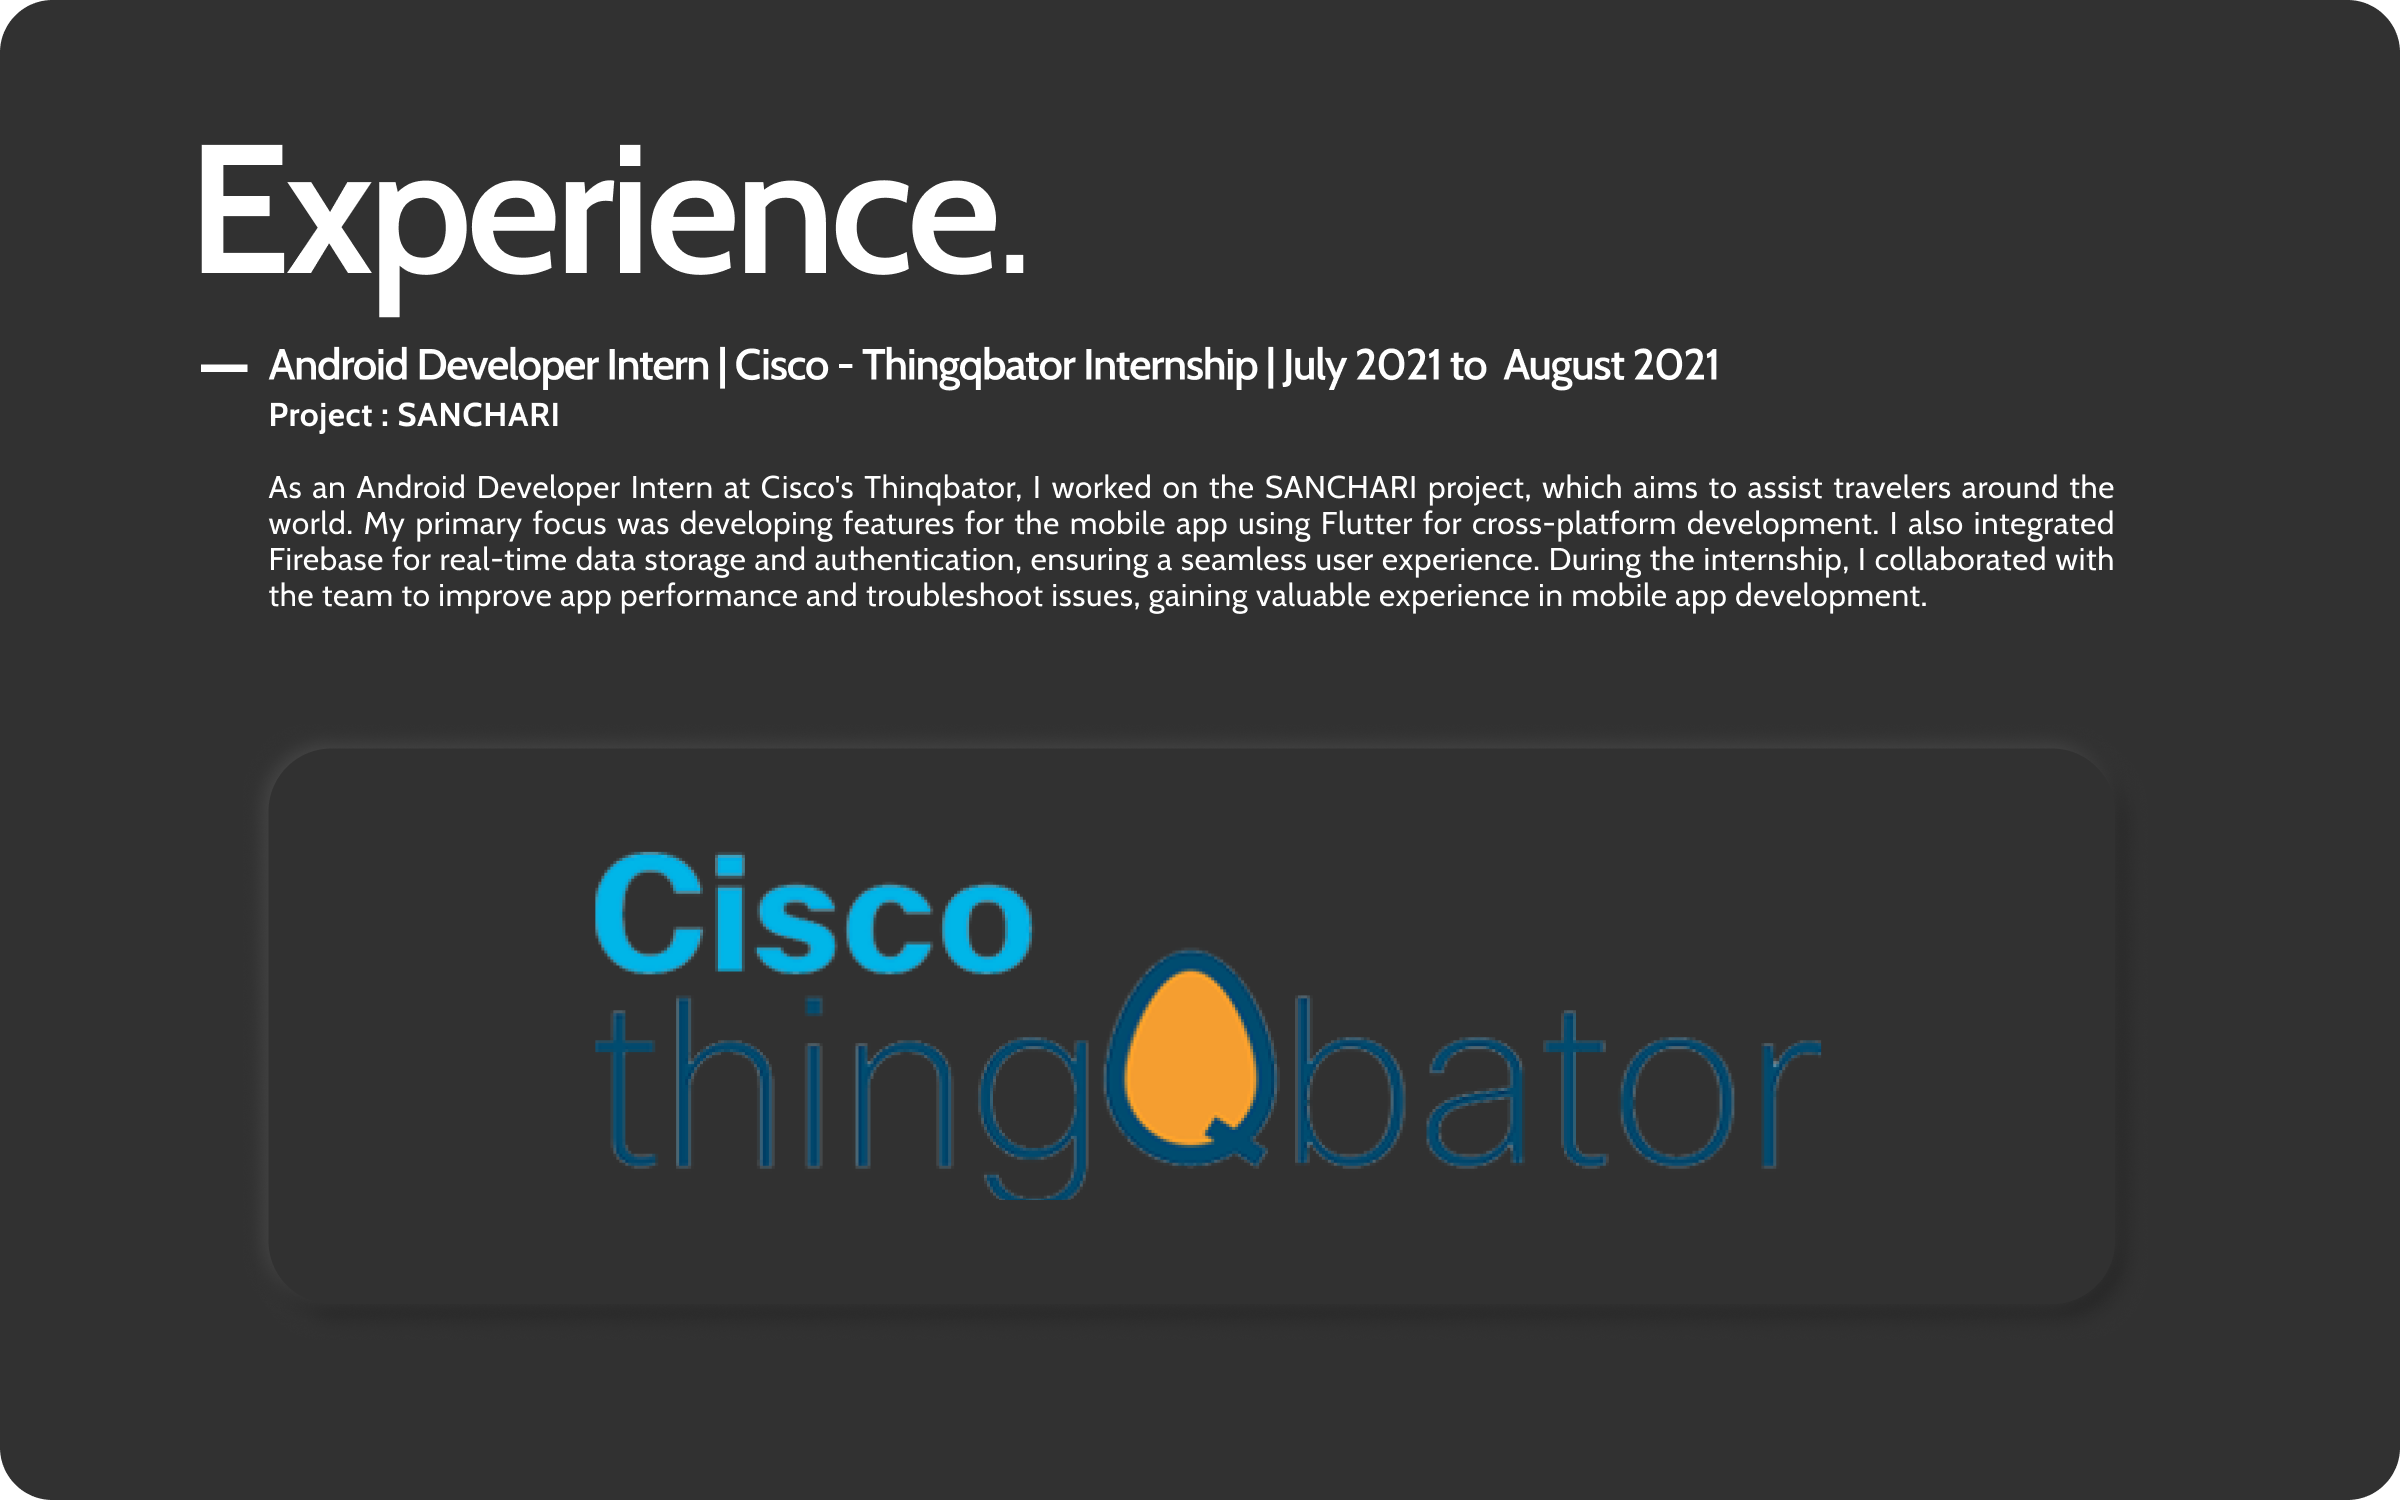 Experience.
Android Developer Intern | Cisco - Thingqbator Internship | July 2021 to  August 2021
Project : SANCHARI
As an Android Developer Intern at Cisco's Thinqbator, I worked on the SANCHARI project, which aims to assist travelers around the
world. My primary focus was developing features for the mobile app using Flutter for cross-platform development. I also integrated
Firebase for real-time data storage and authentication, ensuring a seamless user experience. During the internship, I collaborated with
the team to improve app performance and troubleshoot issues, gaining valuable experience in mobile app development.
Cisco
thingQbator